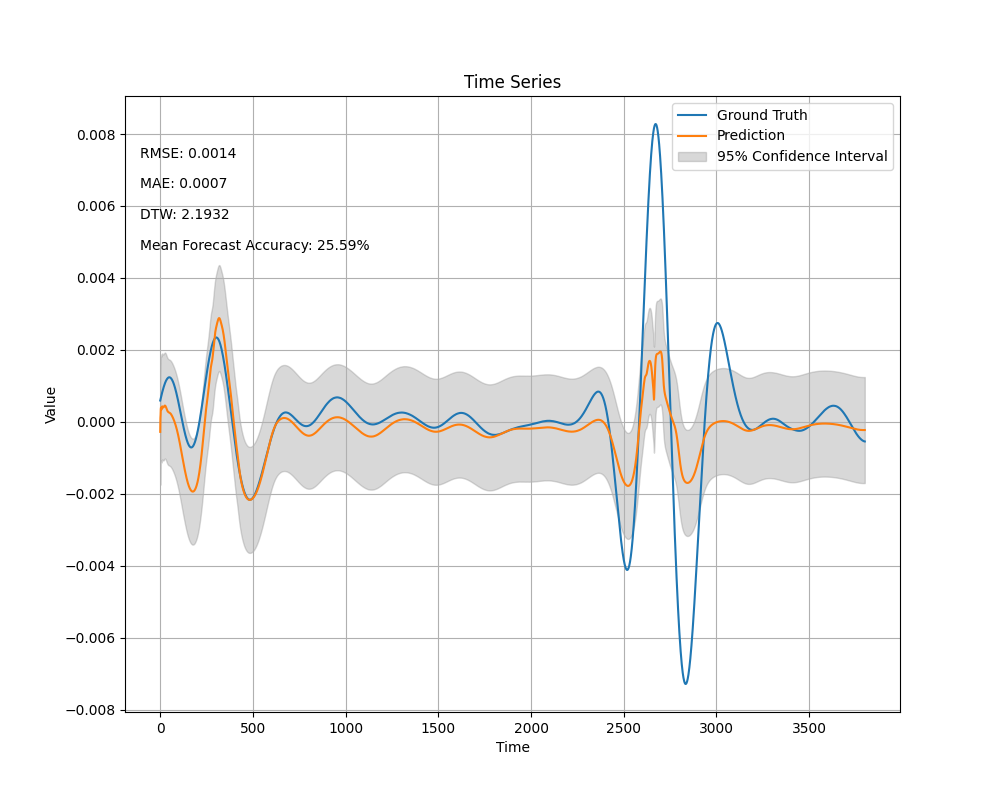 Time Series
Ground Truth
Prediction
95% Confidence Interval
RMSE: 0.0014
MAE: 0.0007
DTW: 2.1932
Mean Forecast Accuracy: 25.59%
Value
0.008
0.006
0.004
0.002
0.000
−0.002
−0.004
−0.006
−0.008
0 500 1000 1500 2000 2500 3000 3500
Time